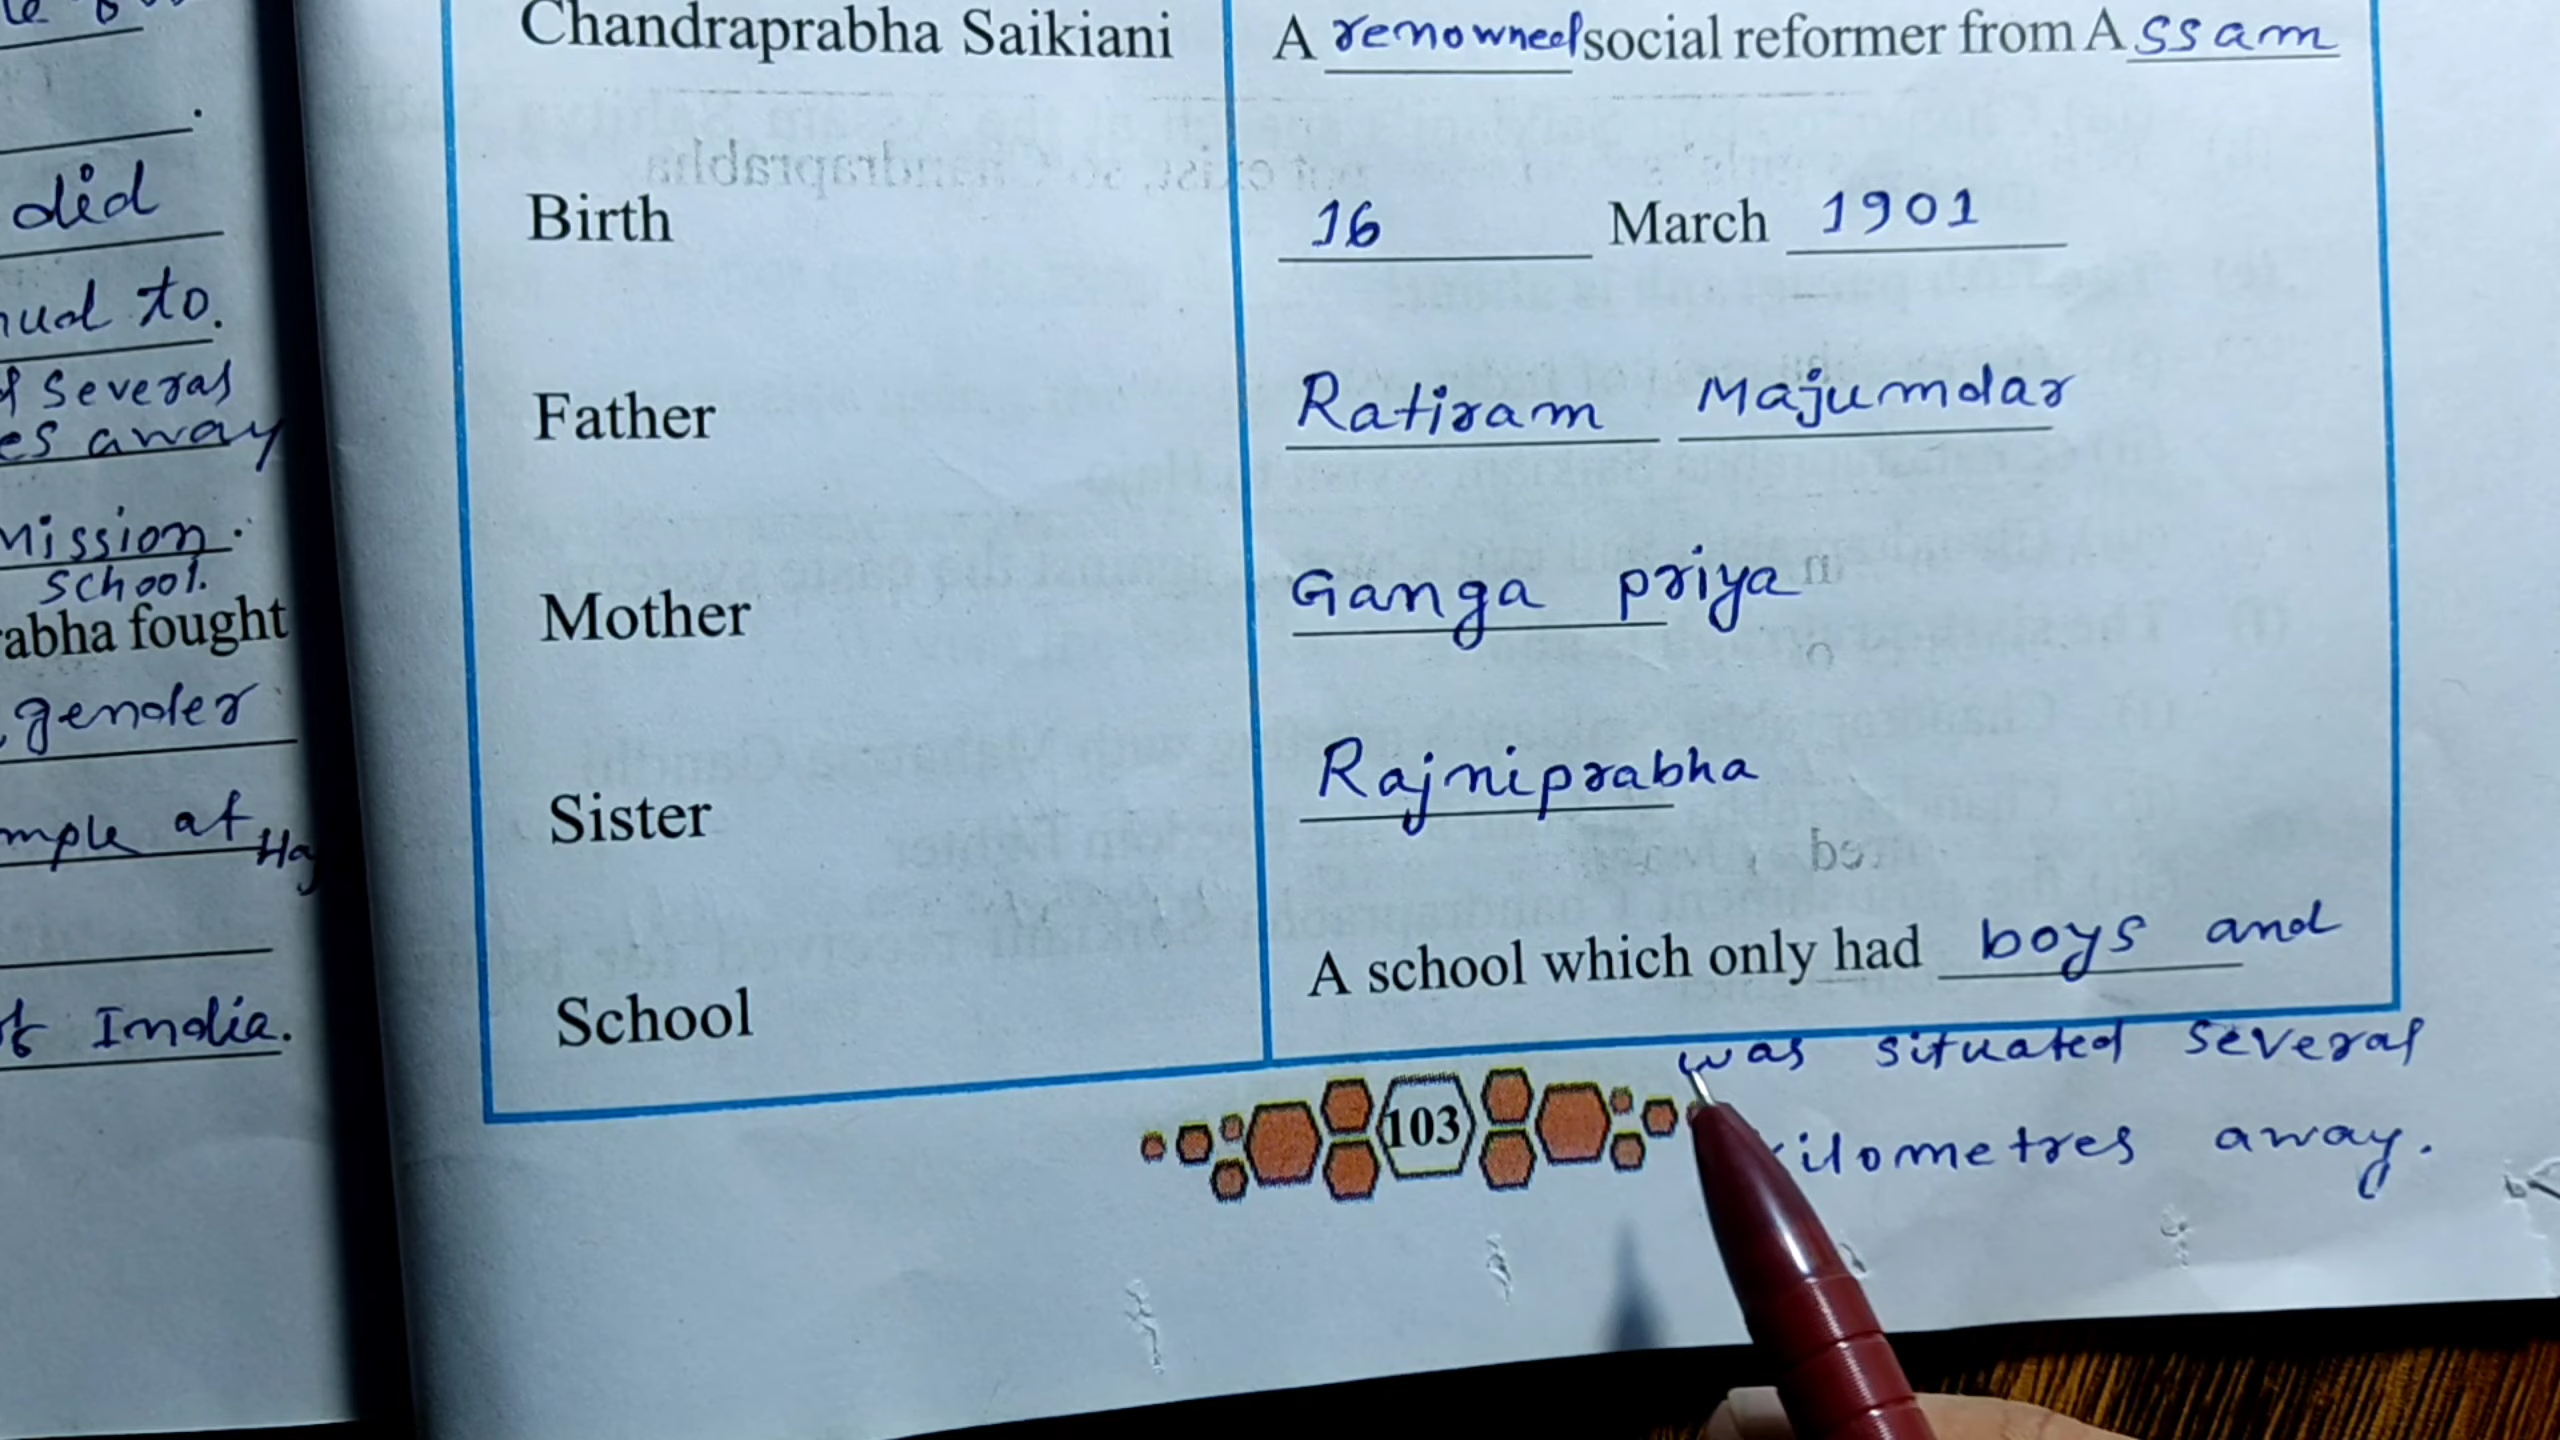 did
to.
Several
away
Mission.
School.
fought
gender
at
India.
Chandraprabha Saikiani A renowned social reformer from Assam
Birth 16 March 1901
Father Ratiram Majumdar
Mother Ganga priya
Sister Rajniprabha
School A school which only had boys and
was situated several
103
away.